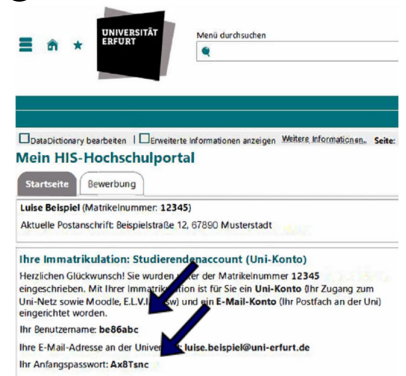 UNIVERSITÄT
ERFURT
Menü durchsuchen
DataDictionary bearbeiten | Erweiterte Informationen anzeigen Weitere Informationen. Seite:
Mein HIS-Hochschulportal
Startseite Bewerbung
Luise Beispiel (Matrikelnummer: 12345)
Aktuelle Postanschrift: Beispielstraße 12, 67890 Musterstadt
Ihre Immatrikulation: Studierendenaccount (Uni-Konto)
Herzlichen Glückwunsch! Sie wurden unter der Matrikelnummer 12345
eingeschrieben. Mit Ihrer Immatrikulation ist für Sie ein Uni-Konto (Ihr Zugang zum
Uni-Netz sowie Moodle, E.L.V.I. usw) und ein E-Mail-Konto (Ihr Postfach an der Uni)
eingerichtet worden.
Ihr Benutzername: be86abc
Ihre E-Mail-Adresse an der Univer luise.beispiel@uni-erfurt.de
Ihr Anfangspasswort: Ax8Tsnc